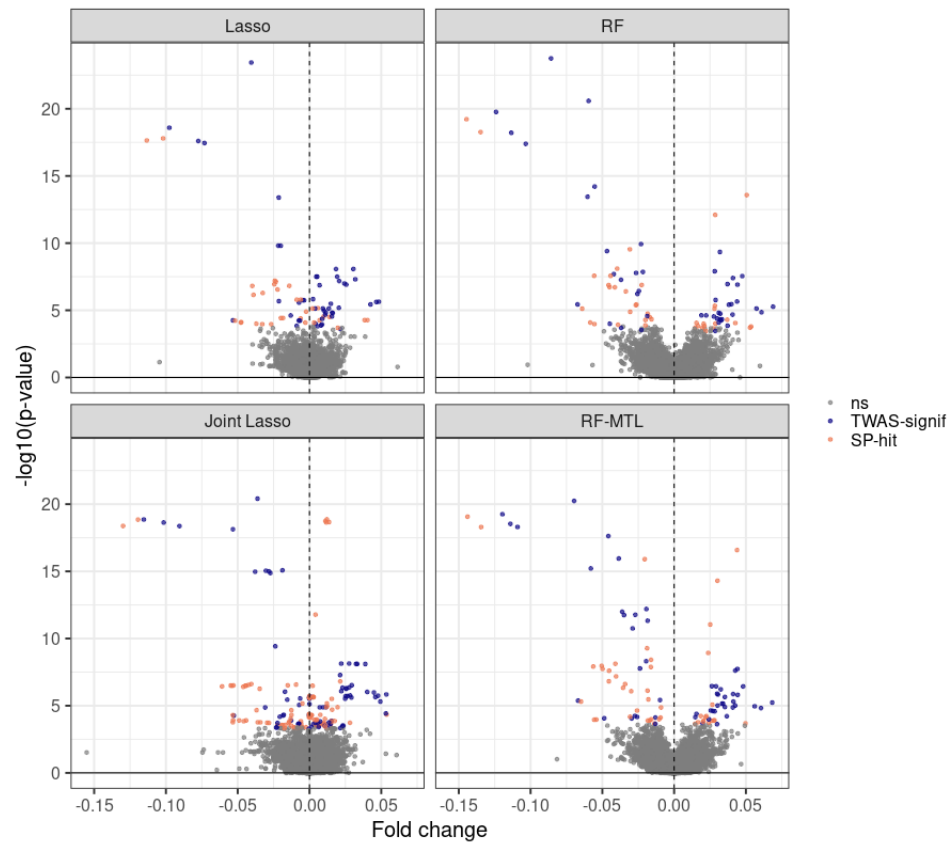 Lasso
RF
20
15
10
5
0
Joint Lasso
RF-MTL
20
15
10
5
0
-0.15 -0.10 -0.05 0.00 0.05 -0.15 -0.10 -0.05 0.00 0.05
Fold change
-log10(p-value)
ns
TWAS-signif
SP-hit